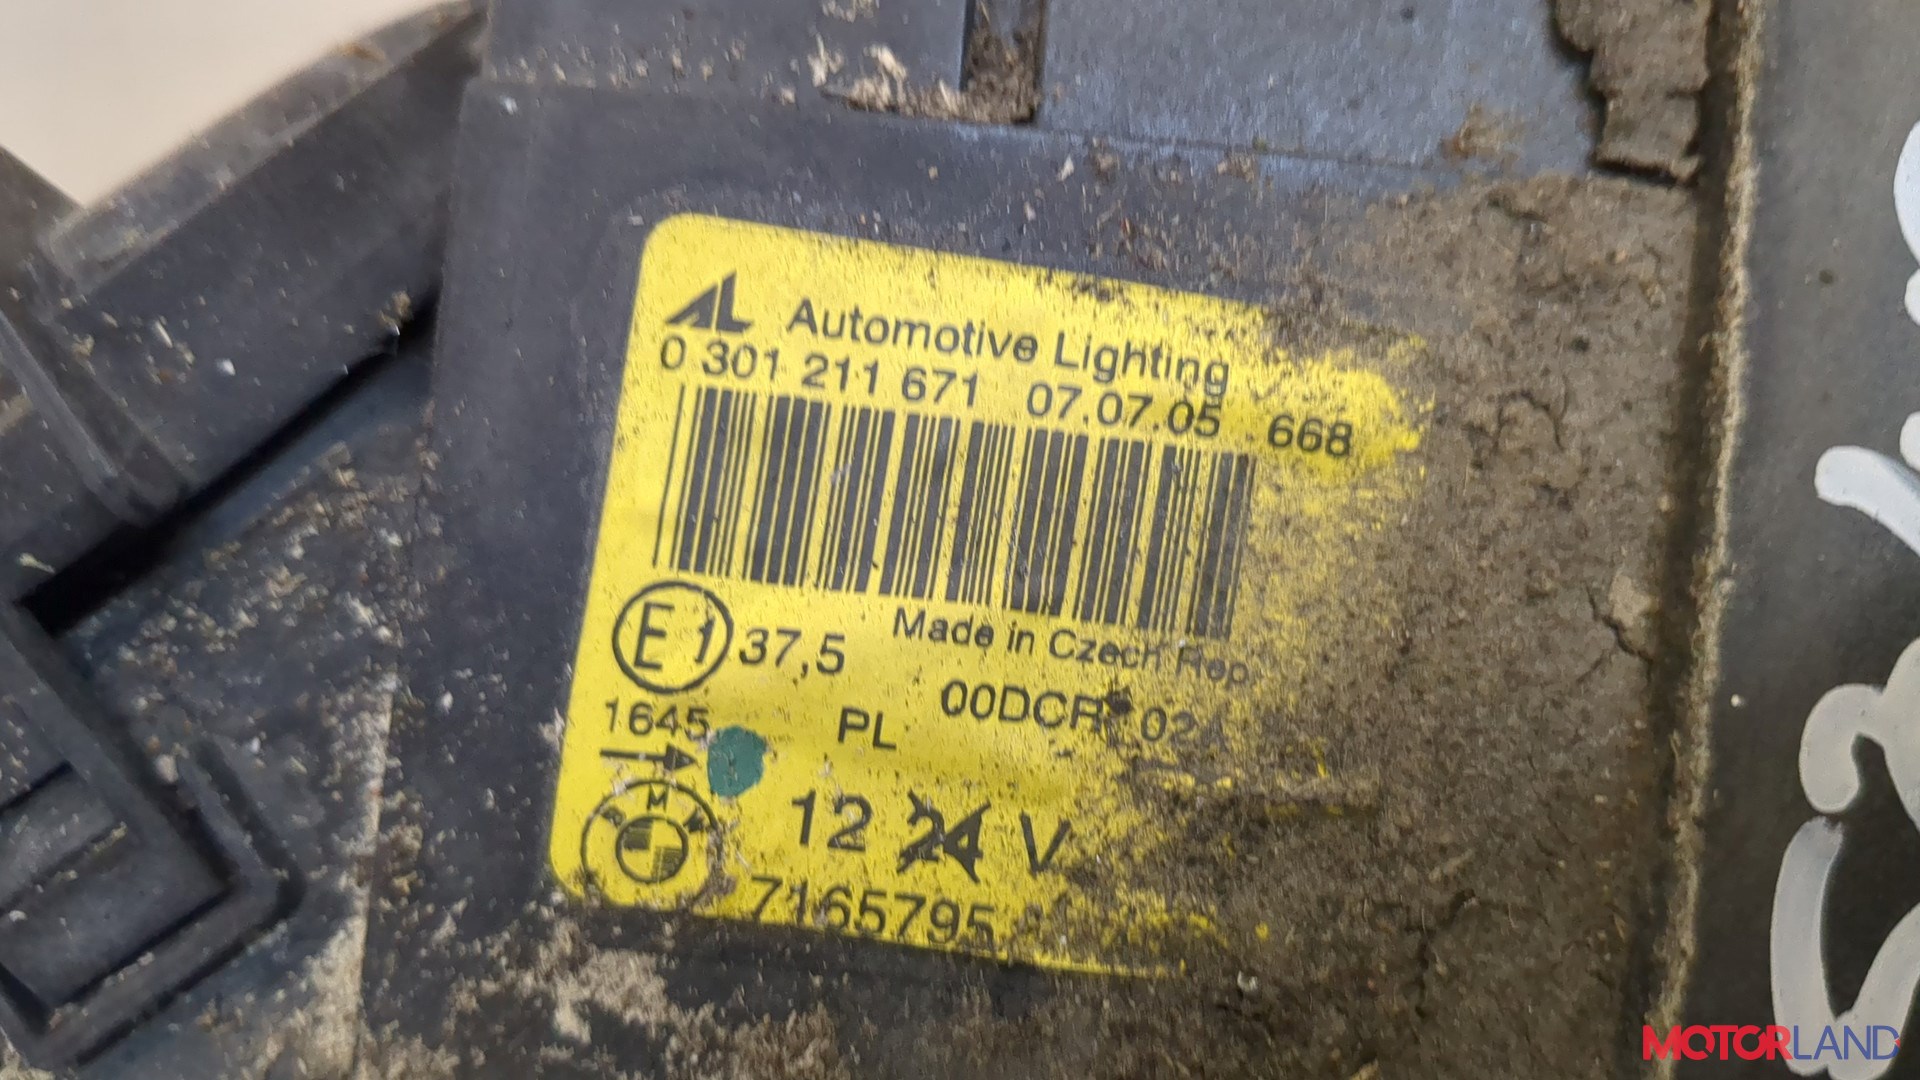 AL Automotive Lighting
0 301 211 671 07.07.05 668
Made in Czech Rep
E1 37,5
00DCR 02
1645 PL
12 24 V
BMW
7165795
MOTORLAND